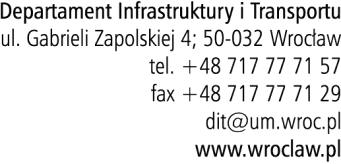 Departament Infrastruktury i Transportu
ul. Gabrieli Zapolskiej 4; 50-032 Wrocław
tel. +48 717 77 71 57
fax +48 717 77 71 29
dit@um.wroc.pl
www.wroclaw.pl